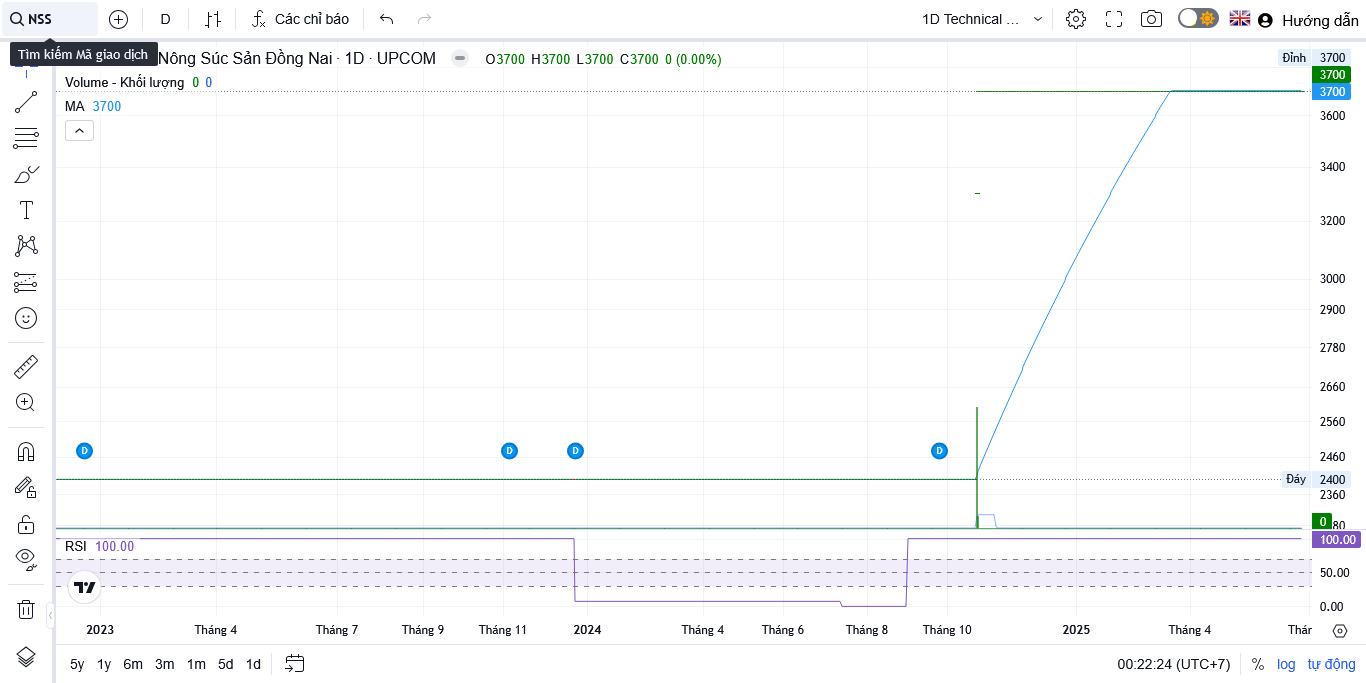 NSS
D
Các chỉ báo
1D Technical ...
Hướng dẫn
Tìm kiếm Mã giao dịch
Nông Súc Sản Đồng Nai · 1D · UPCOM
O3700 H3700 L3700 C3700 0 (0.00%)
Volume - Khối lượng 0 0
MA 3700
Đỉnh 3700
3700
3700
3600
3400
3200
3000
2900
2780
2660
2560
2460
Đáy 2400
2360
0
80
D
D
D
D
RSI 100.00
100.00
50.00
0.00
2023 Tháng 4 Tháng 7 Tháng 9 Tháng 11 2024 Tháng 4 Tháng 6 Tháng 8 Tháng 10 2025 Tháng 4 Thár
5y 1y 6m 3m 1m 5d 1d
00:22:24 (UTC+7) % log tự động